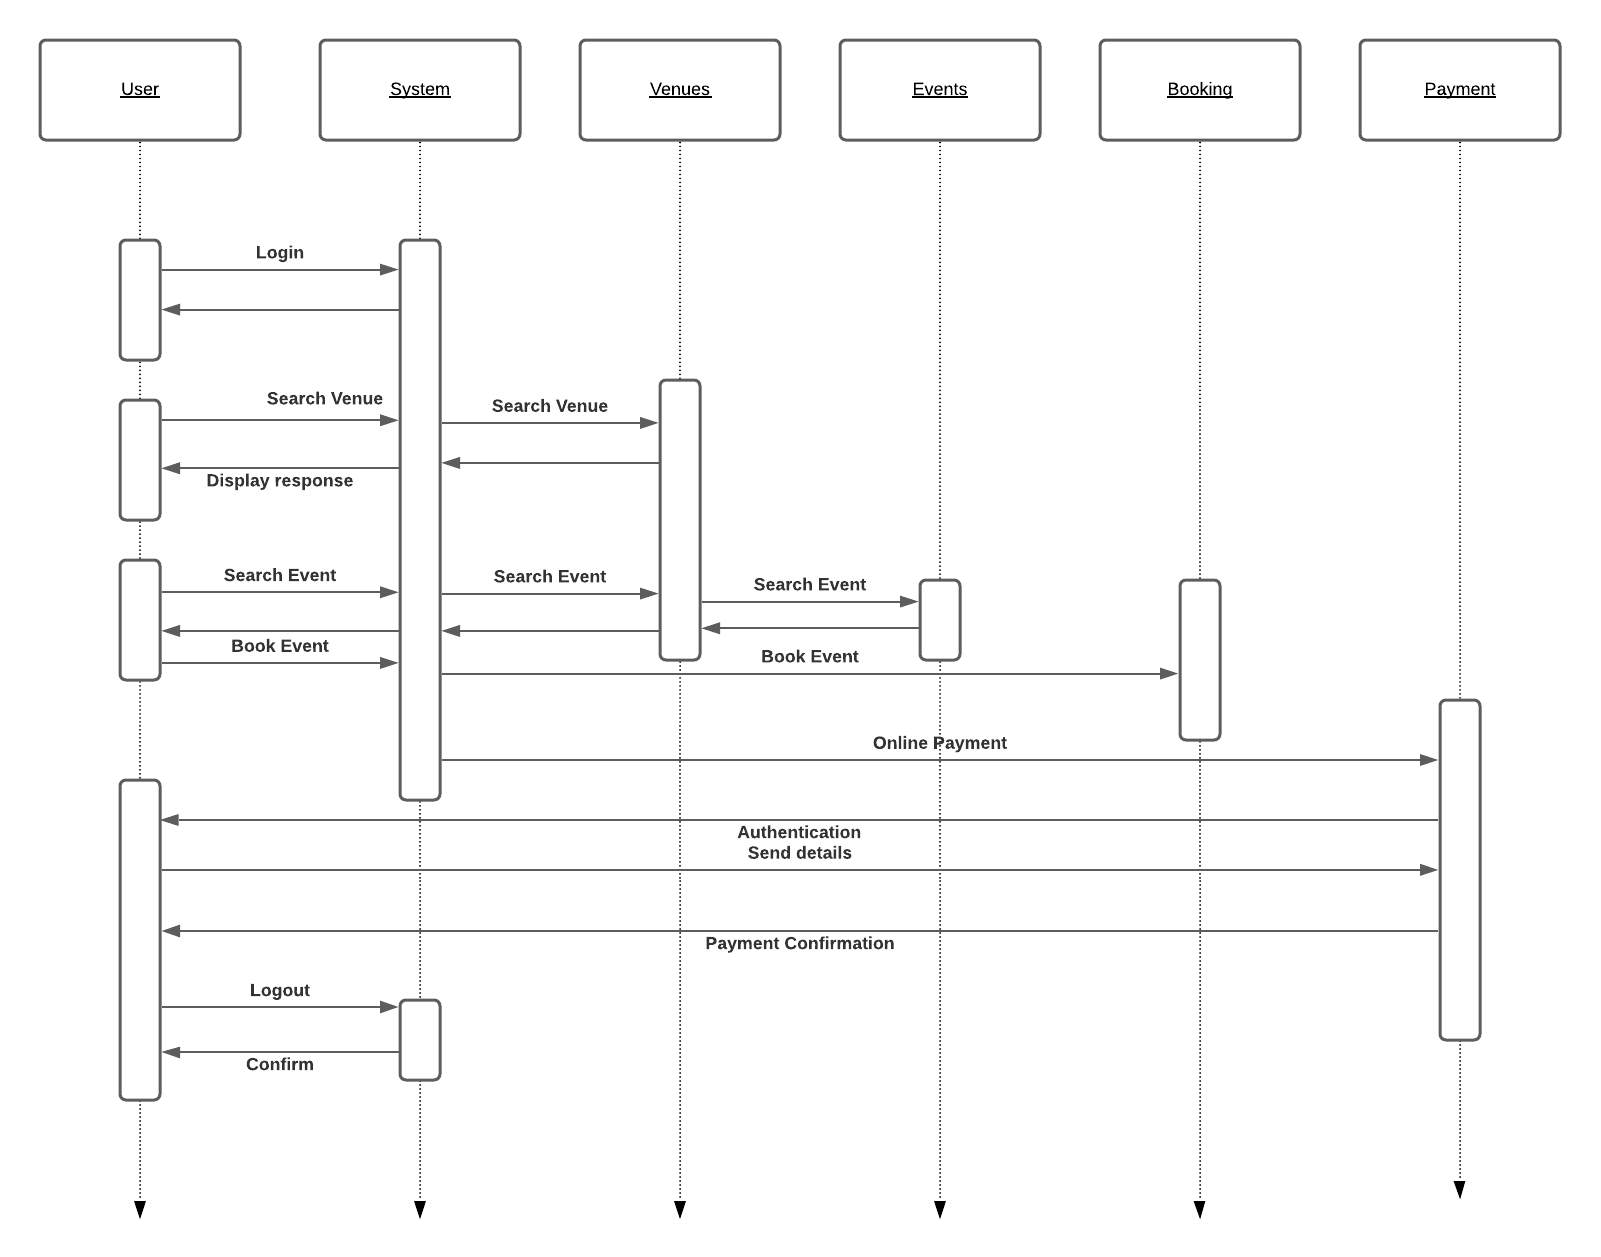 User
System
Venues
Events
Booking
Payment
Login
Search Venue
Search Venue
Display response
Search Event
Search Event
Search Event
Book Event
Book Event
Online Payment
Authentication
Send details
Payment Confirmation
Logout
Confirm